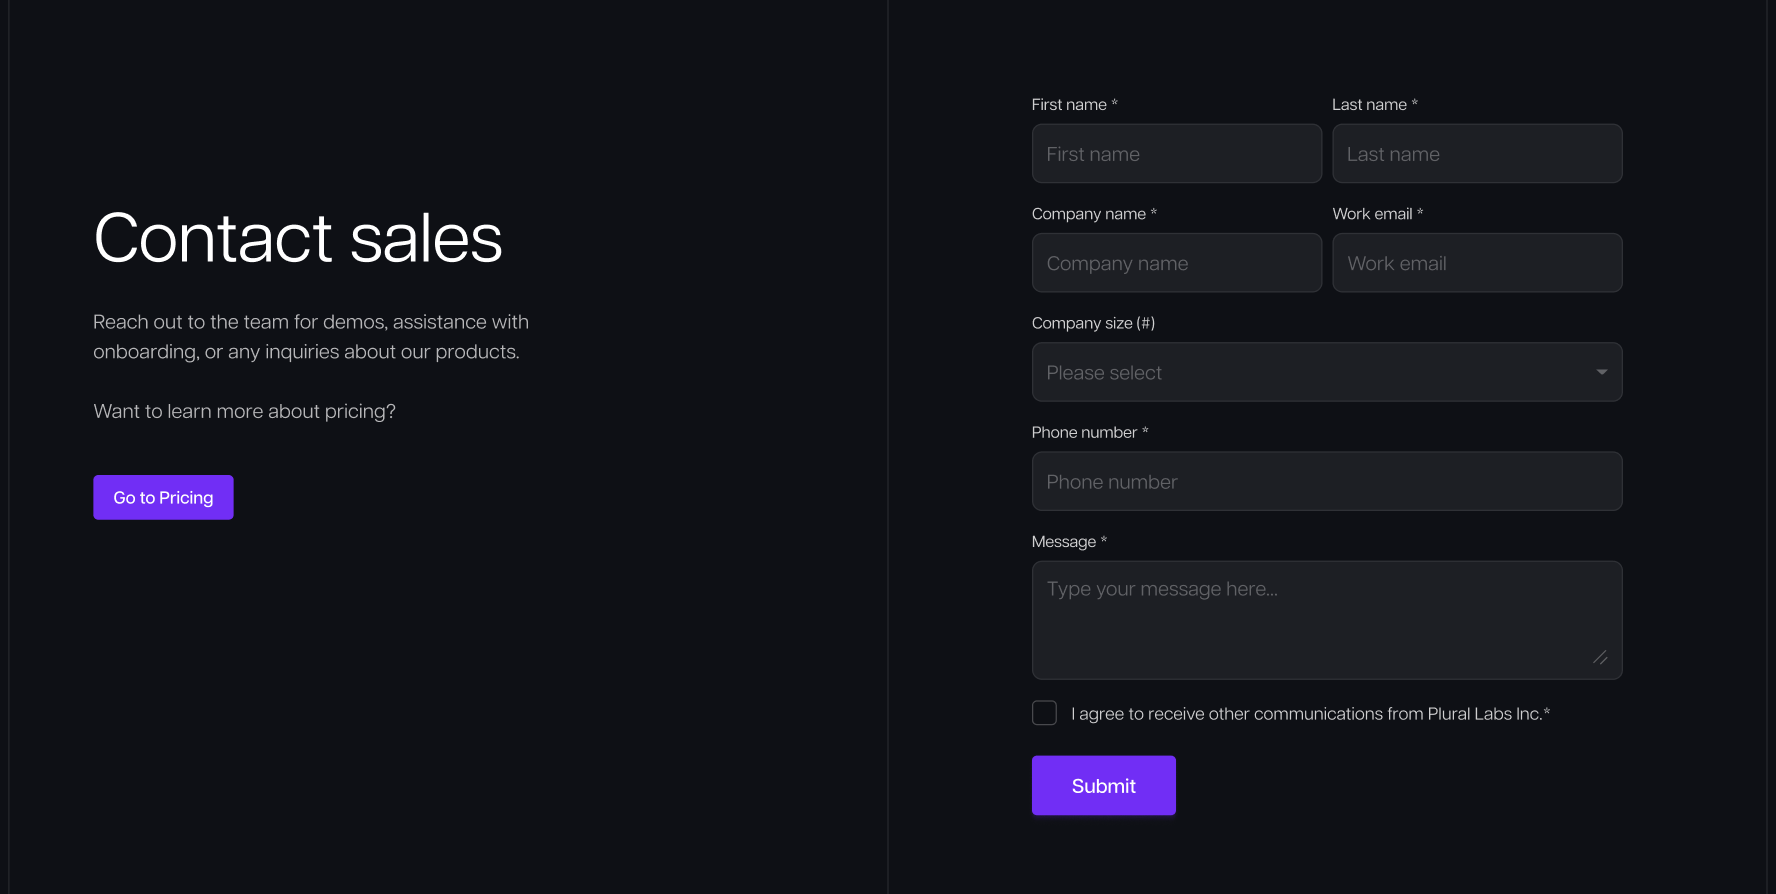 Contact sales
Reach out to the team for demos, assistance with
onboarding, or any inquiries about our products.
Want to learn more about pricing?
Go to Pricing
First name *
First name
Last name *
Last name
Company name *
Company name
Work email *
Work email
Company size (#)
Please select
Phone number *
Phone number
Message *
Type your message here...
I agree to receive other communications from Plural Labs Inc.*
Submit